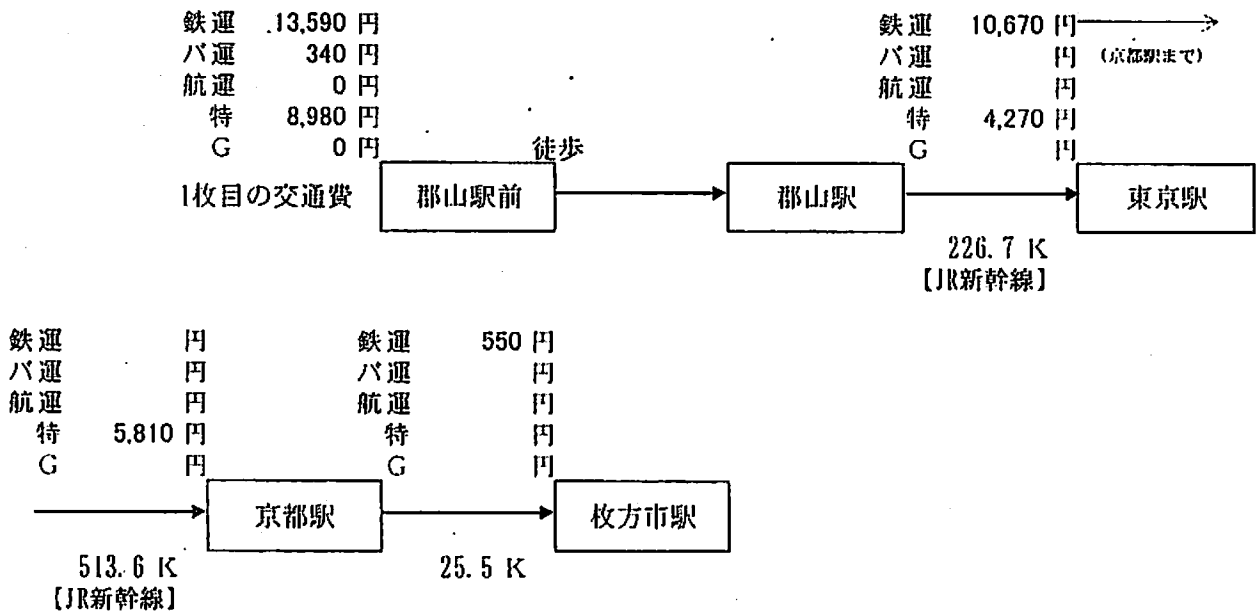 鉄運 13,590 円
バ運 340 円
航運 0 円
特 8,980 円
G 0 円
1枚目の交通費
郡山駅前
徒歩
郡山駅
鉄運 10,670 円
(京都駅まで)
バ運 円
航運 円
特 4,270 円
G 円
東京駅
226.7 K
【JR新幹線】
鉄運 円
バ運 円
航運 円
特 5,810 円
G 円
513.6 K
【JR新幹線】
京都駅
鉄運 550 円
バ運 円
航運 円
特 円
G 円
25.5 K
枚方市駅